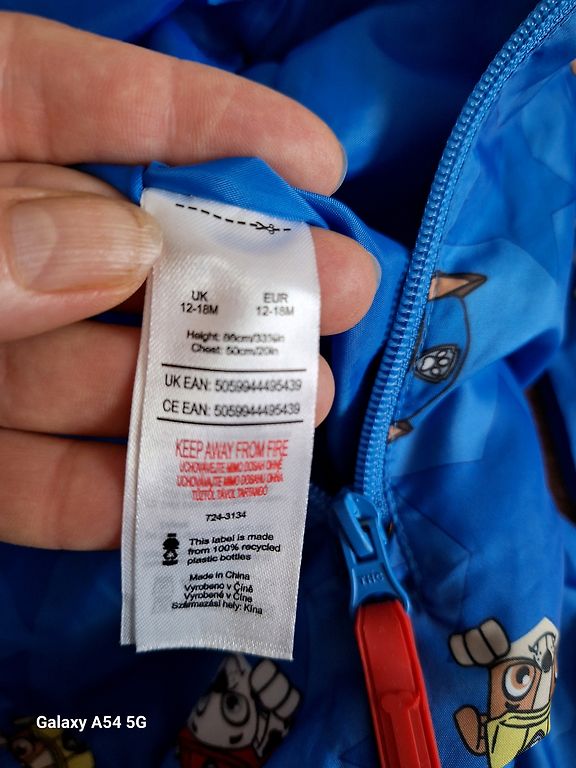 UK EUR
12-18M 12-18M
Height: 86cm/33¾in
Chest: 50cm/20in
UK EAN: 5059944495439
CE EAN: 5059944495439
KEEP AWAY FROM FIRE
UCHOVÁVEJTE MIMO DOSAH OHNĚ
UCHOVÁVAJTE MIMO DOSAHU OHŇA
TŰZTŐL TÁVOL TARTANDÓ
724-3134
This label is made
from 100% recycled
plastic bottles
Made in China
Vyrobeno v Číně
Vyrobené v Číne
Származási hely: Kína
Galaxy A54 5G